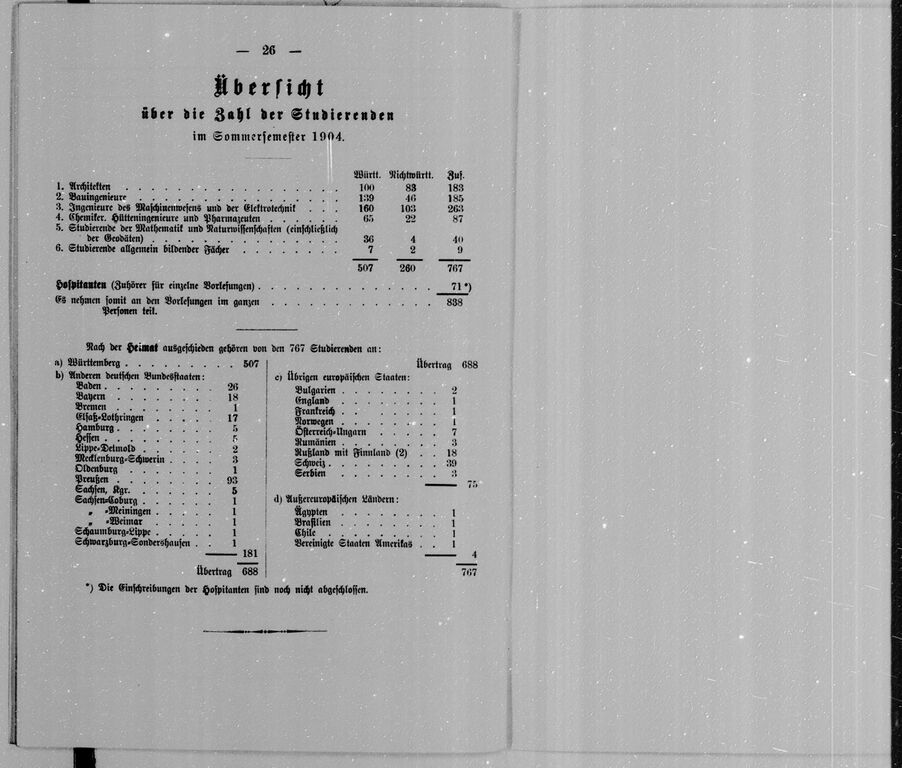 — 26 —
Übersicht
über die Zahl der Studierenden
im Sommersemester 1904.
Württ. Nichtwürtt. Zus.
1. Architekten . . . . . . . . . . . . . . . . 100 83 183
2. Bauingenieure . . . . . . . . . . . . . . . 139 46 185
3. Ingenieure des Maschinenwesens und der Elektrotechnik . . . 160 103 263
4. Chemiker, Hütteningenieure und Pharmazeuten . . . . . . 65 22 87
5. Studierende der Mathematik und Naturwissenschaften (einschließlich
der Geodäten) . . . . . . . . . . . . . . 36 4 40
6. Studierende allgemein bildender Fächer . . . . . . . . 7 2 9
507 260 767
Hospitanten (Zuhörer für einzelne Vorlesungen) . . . . . . . . . . . . . . 71*)
Es nehmen somit an den Vorlesungen im ganzen . . . . . . . . . . . . . 838
Personen teil.
Nach der Heimat ausgeschieden gehören von den 767 Studierenden an:
a) Württemberg . . . . . . . . . 507
b) Anderen deutschen Bundesstaaten:
Baden . . . . . . . . . 26
Bayern . . . . . . . . 18
Bremen . . . . . . . . 1
Elsaß-Lothringen . . . . . . 17
Hamburg . . . . . . . . 5
Hessen . . . . . . . . . 5
Lippe-Detmold . . . . . . . 2
Mecklenburg-Schwerin . . . . 3
Oldenburg . . . . . . . 1
Preußen . . . . . . . . 93
Sachsen, Kgr. . . . . . . . 5
Sachsen-Coburg . . . . . . 1
„ -Meiningen . . . . . 1
„ -Weimar . . . . . . 1
Schaumburg-Lippe . . . . . . 1
Schwarzburg-Sondershausen . . 1
181
Übertrag 688
Übertrag 688
c) Übrigen europäischen Staaten:
Bulgarien . . . . . . . . 2
England . . . . . . . . 1
Frankreich . . . . . . . . 1
Norwegen . . . . . . . . 1
Österreich-Ungarn . . . . . 7
Rumänien . . . . . . . . 3
Rußland mit Finnland (2) . . 18
Schweiz . . . . . . . . . 39
Serbien . . . . . . . . 3
75
d) Außereuropäischen Ländern:
Ägypten . . . . . . . . 1
Brasilien . . . . . . . . 1
Chile . . . . . . . . . 1
Vereinigte Staaten Amerikas . . 1
4
767
*) Die Einschreibungen der Hospitanten sind noch nicht abgeschlossen.